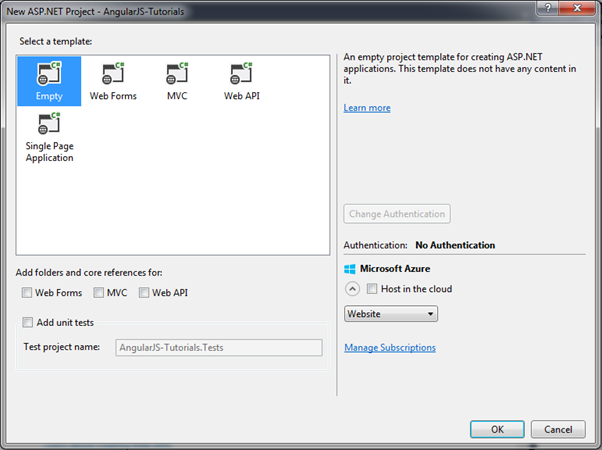 New ASP.NET Project - AngularJS-Tutorials
Select a template:
C#
Empty
C#
Web Forms
C#
MVC
C#
Web API
C#
Single Page
Application
Add folders and core references for:
Web Forms
MVC
Web API
Add unit tests
Test project name:
AngularJS-Tutorials.Tests
An empty project template for creating ASP.NET
applications. This template does not have any content in
it.
Learn more
Change Authentication
Authentication: No Authentication
Microsoft Azure
Host in the cloud
Website
Manage Subscriptions
OK
Cancel